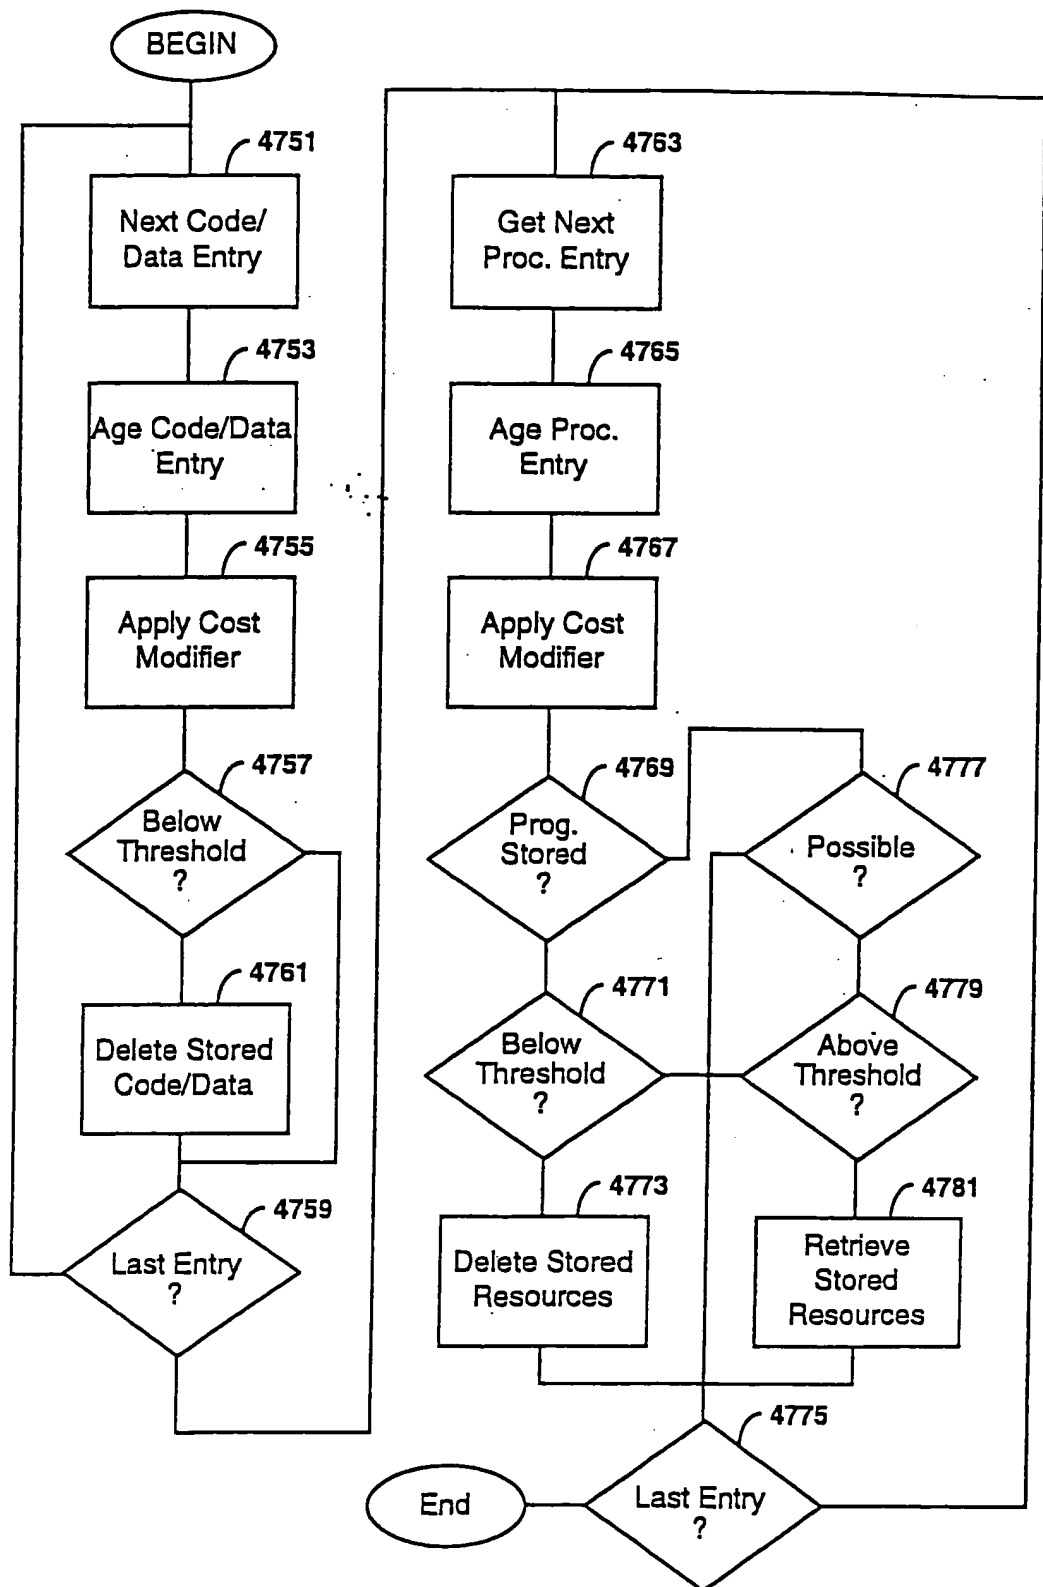 BEGIN
4751
Next Code/
Data Entry
4753
Age Code/Data
Entry
4755
Apply Cost
Modifier
4757
Below
Threshold
?
4761
Delete Stored
Code/Data
4759
Last Entry
?
4763
Get Next
Proc. Entry
4765
Age Proc.
Entry
4767
Apply Cost
Modifier
4769
Prog.
Stored
?
4777
Possible
?
4771
Below
Threshold
?
4779
Above
Threshold
?
4773
Delete Stored
Resources
4781
Retrieve
Stored
Resources
4775
Last Entry
?
End